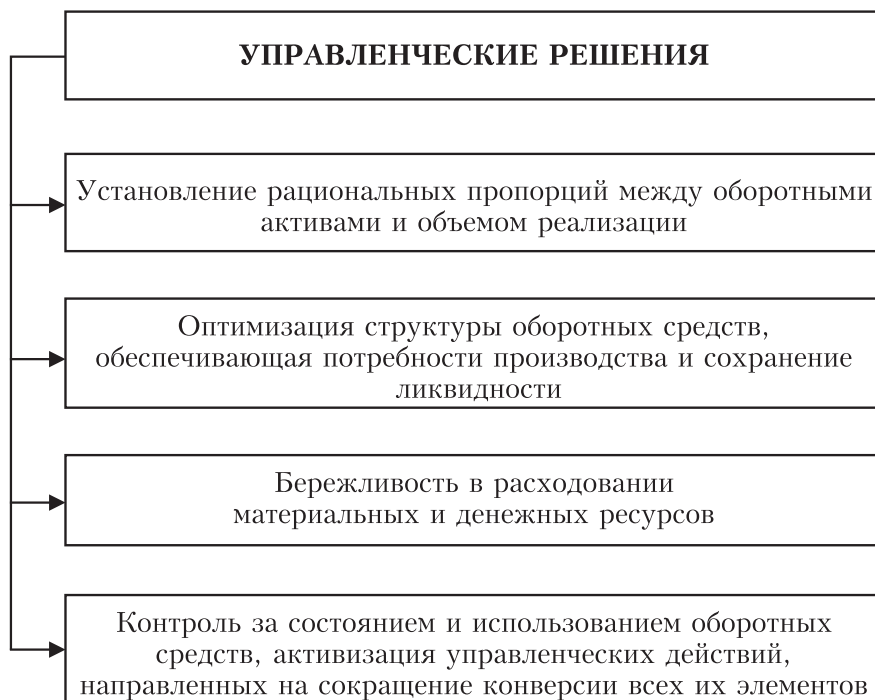 УПРАВЛЕНЧЕСКИЕ РЕШЕНИЯ
Установление рациональных пропорций между оборотными
активами и объемом реализации
Оптимизация структуры оборотных средств,
обеспечивающая потребности производства и сохранение
ликвидности
Бережливость в расходовании
материальных и денежных ресурсов
Контроль за состоянием и использованием оборотных
средств, активизация управленческих действий,
направленных на сокращение конверсии всех их элементов